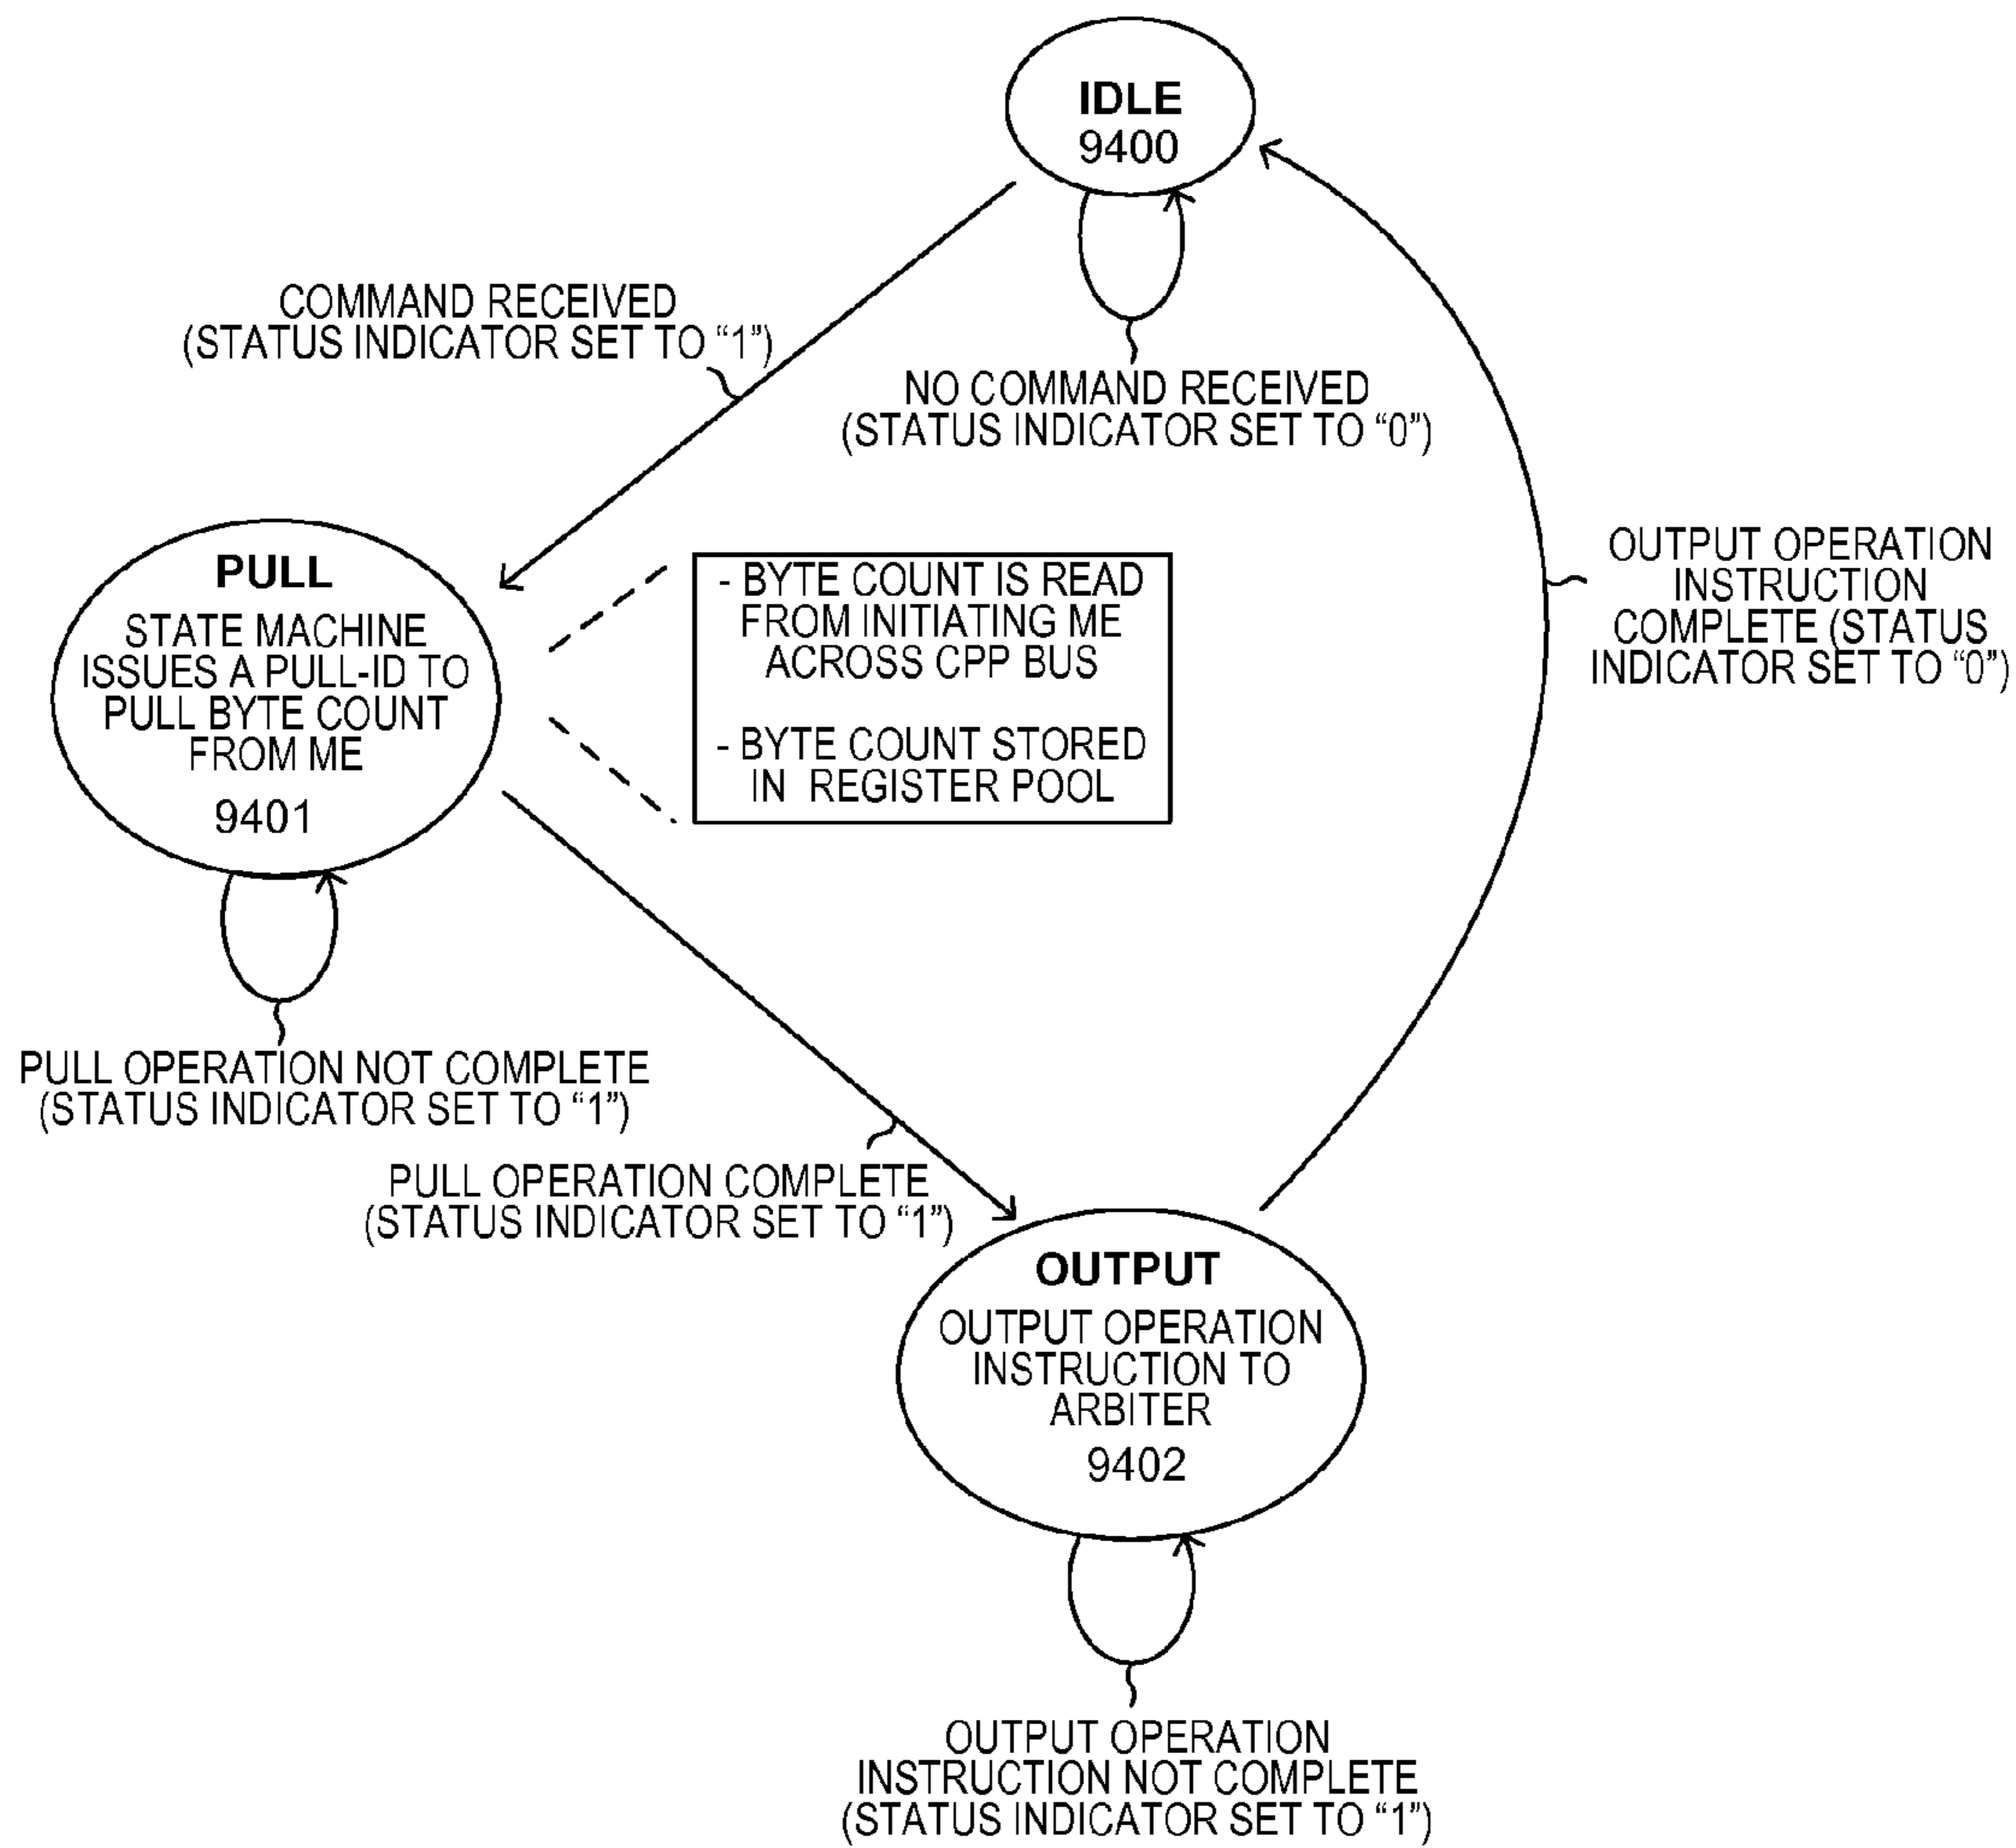 IDLE
9400
COMMAND RECEIVED
(STATUS INDICATOR SET TO “1”)
NO COMMAND RECEIVED
(STATUS INDICATOR SET TO “0”)
OUTPUT OPERATION
INSTRUCTION
COMPLETE (STATUS
INDICATOR SET TO “0”)
PULL
STATE MACHINE
ISSUES A PULL-ID TO
PULL BYTE COUNT
FROM ME
9401
- BYTE COUNT IS READ
FROM INITIATING ME
ACROSS CPP BUS
- BYTE COUNT STORED
IN REGISTER POOL
PULL OPERATION NOT COMPLETE
(STATUS INDICATOR SET TO “1”)
PULL OPERATION COMPLETE
(STATUS INDICATOR SET TO “1”)
OUTPUT
OUTPUT OPERATION
INSTRUCTION TO
ARBITER
9402
OUTPUT OPERATION
INSTRUCTION NOT COMPLETE
(STATUS INDICATOR SET TO “1”)